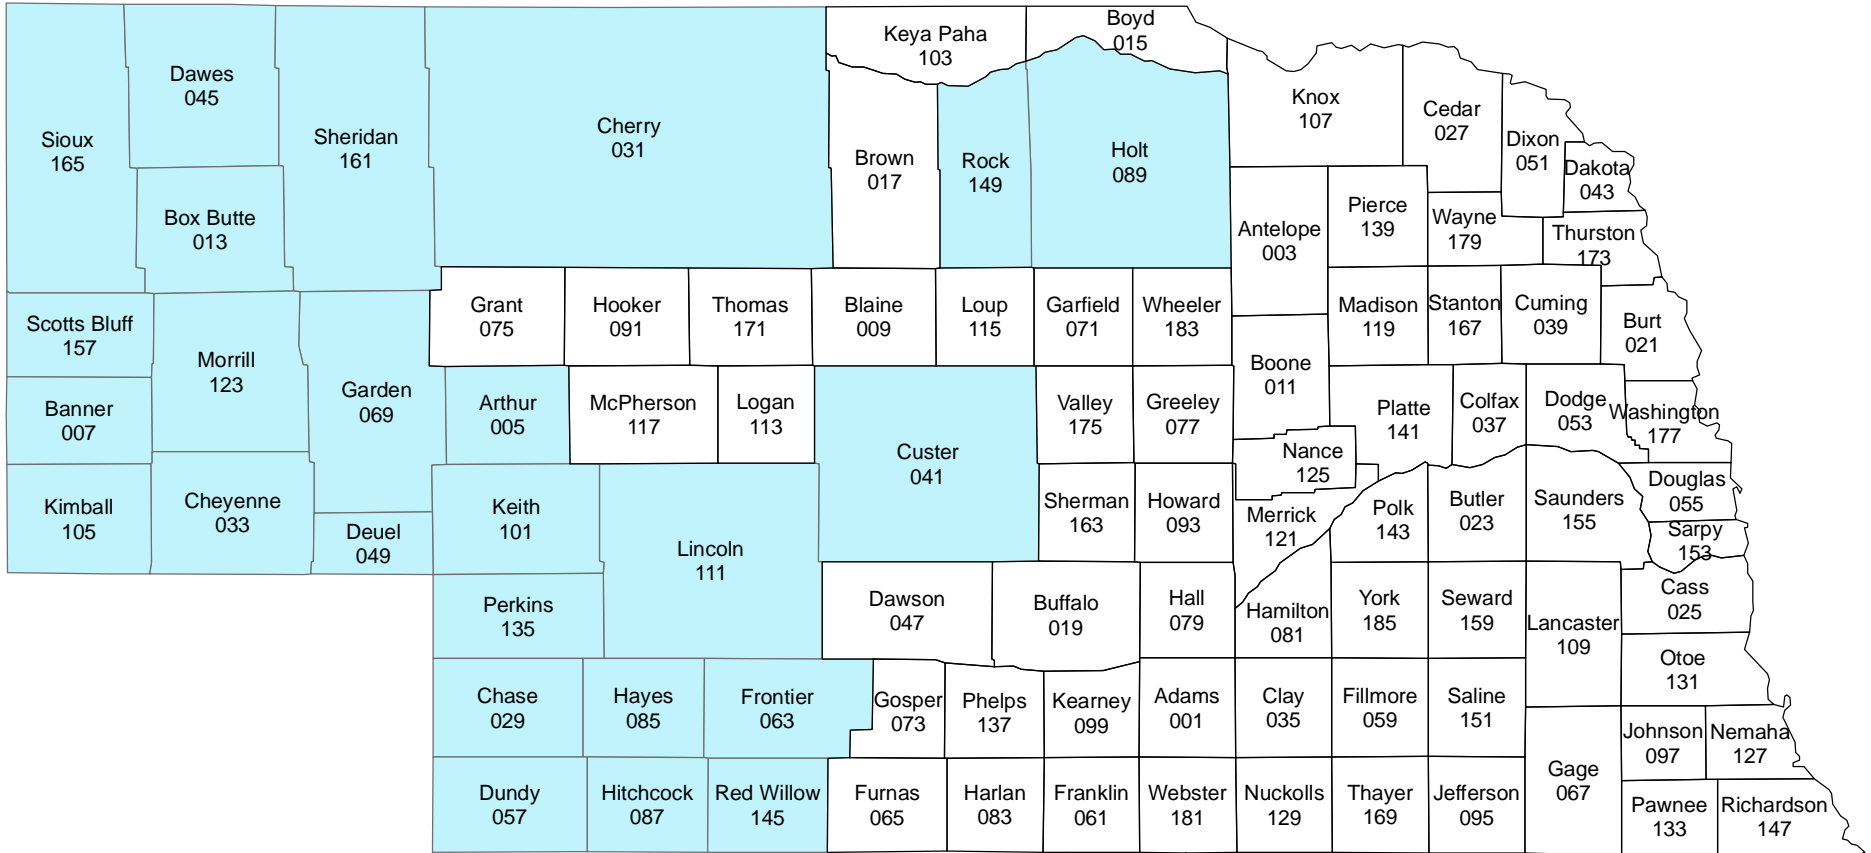 Keya Paha
103
Boyd
015
Dawes
045
Sioux
165
Sheridan
161
Cherry
031
Brown
017
Rock
149
Holt
089
Knox
107
Cedar
027
Dixon
051
Dakota
043
Box Butte
013
Antelope
003
Pierce
139
Wayne
179
Thurston
173
Scotts Bluff
157
Morrill
123
Garden
069
Grant
075
Hooker
091
Thomas
171
Blaine
009
Loup
115
Garfield
071
Wheeler
183
Madison
119
Stanton
167
Cuming
039
Burt
021
Boone
011
Banner
007
Arthur
005
McPherson
117
Logan
113
Custer
041
Valley
175
Greeley
077
Platte
141
Colfax
037
Dodge
053
Washington
177
Nance
125
Kimball
105
Cheyenne
033
Deuel
049
Keith
101
Lincoln
111
Sherman
163
Howard
093
Merrick
121
Polk
143
Butler
023
Saunders
155
Douglas
055
Sarpy
153
Perkins
135
Dawson
047
Buffalo
019
Hall
079
Hamilton
081
York
185
Seward
159
Lancaster
109
Cass
025
Otoe
131
Chase
029
Hayes
085
Frontier
063
Gosper
073
Phelps
137
Kearney
099
Adams
001
Clay
035
Fillmore
059
Saline
151
Johnson
097
Nemaha
127
Dundy
057
Hitchcock
087
Red Willow
145
Furnas
065
Harlan
083
Franklin
061
Webster
181
Nuckolls
129
Thayer
169
Jefferson
095
Gage
067
Pawnee
133
Richardson
147